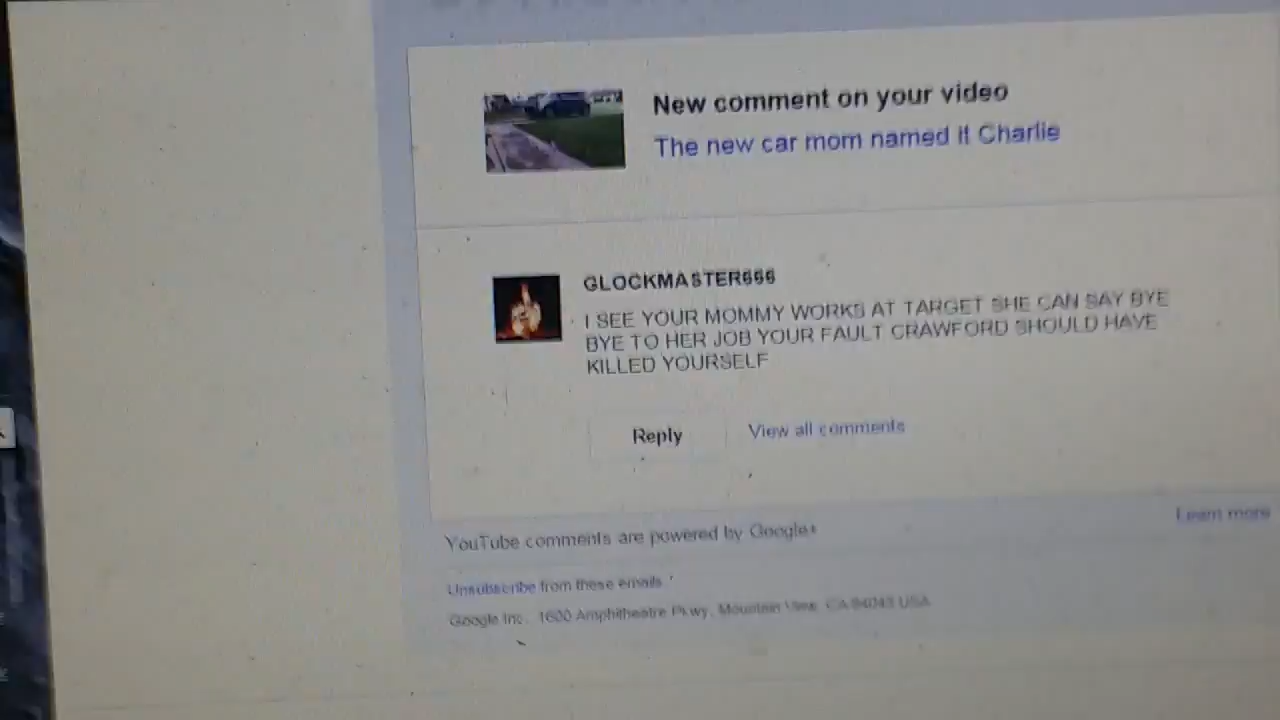 New comment on your video
The new car mom named it Charlie
GLOCKMASTER666
I SEE YOUR MOMMY WORKS AT TARGET SHE CAN SAY BYE
BYE TO HER JOB YOUR FAULT CRAWFORD SHOULD HAVE
KILLED YOURSELF
Reply
View all comments
Learn more
YouTube comments are powered by Google+
Unsubscribe from these emails
Google Inc. 1600 Amphitheatre Pkwy, Mountain View, CA 94043 USA